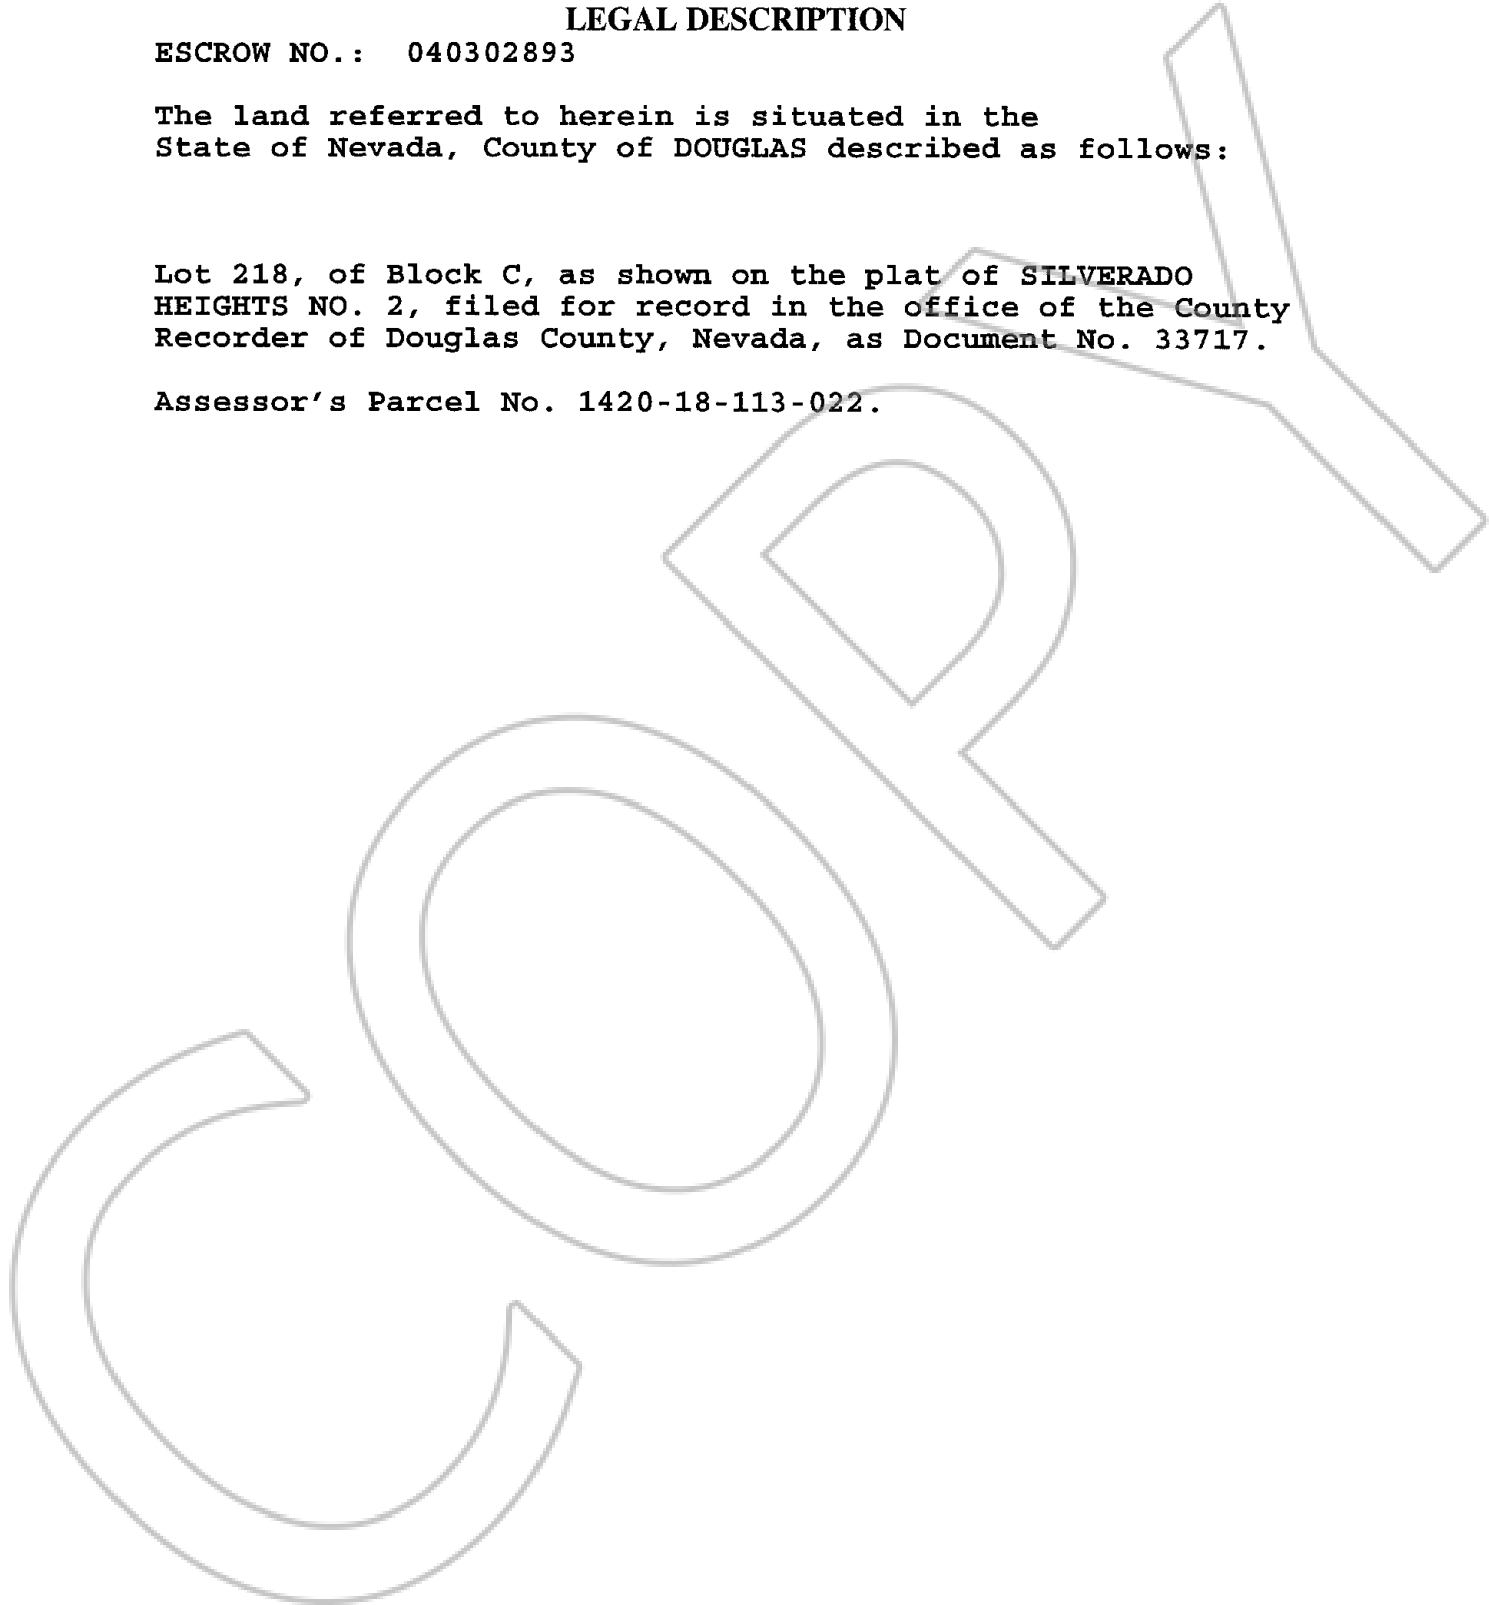 LEGAL DESCRIPTION
ESCROW NO.: 040302893
The land referred to herein is situated in the
State of Nevada, County of DOUGLAS described as follows:
Lot 218, of Block C, as shown on the plat of SILVERADO
HEIGHTS NO. 2, filed for record in the office of the County
Recorder of Douglas County, Nevada, as Document No. 33717.
Assessor's Parcel No. 1420-18-113-022.
COPY